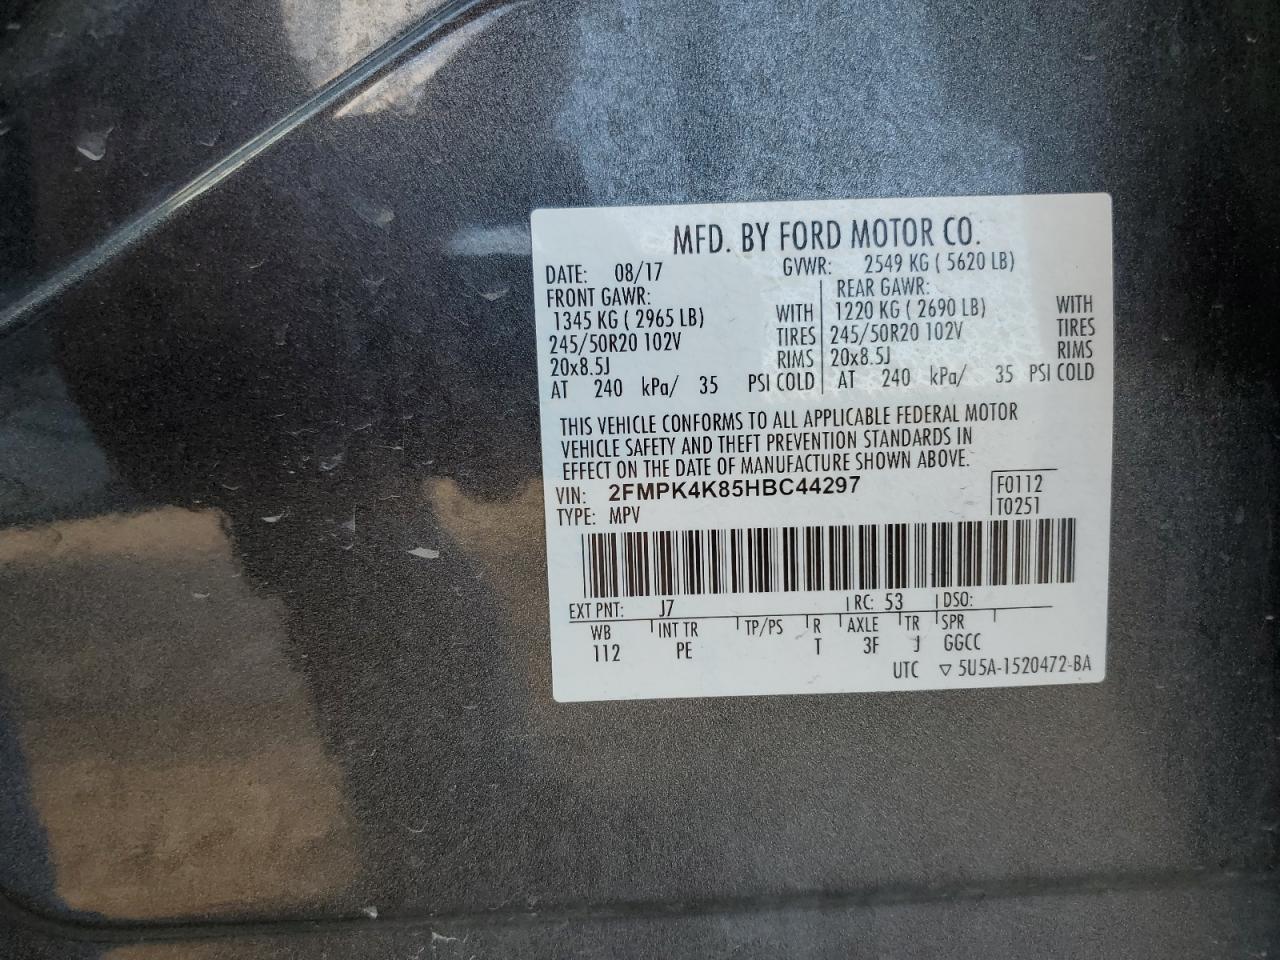 MFD. BY FORD MOTOR CO.
DATE: 08/17 GVWR: 2549 KG ( 5620 LB)
FRONT GAWR: REAR GAWR:
1345 KG ( 2965 LB) WITH 1220 KG ( 2690 LB) WITH
245/50R20 102V TIRES 245/50R20 102V TIRES
20x8.5J RIMS 20x8.5J RIMS
AT 240 kPa/ 35 PSI COLD AT 240 kPa/ 35 PSI COLD
THIS VEHICLE CONFORMS TO ALL APPLICABLE FEDERAL MOTOR
VEHICLE SAFETY AND THEFT PREVENTION STANDARDS IN
EFFECT ON THE DATE OF MANUFACTURE SHOWN ABOVE.
VIN: 2FMPK4K85HBC44297 F0112
TYPE: MPV T0251
EXT PNT: J7 RC: 53 DSO:
WB INT TR TP/PS R AXLE TR SPR
112 PE T 3F J GGCC
UTC ▽ 5U5A-1520472-BA